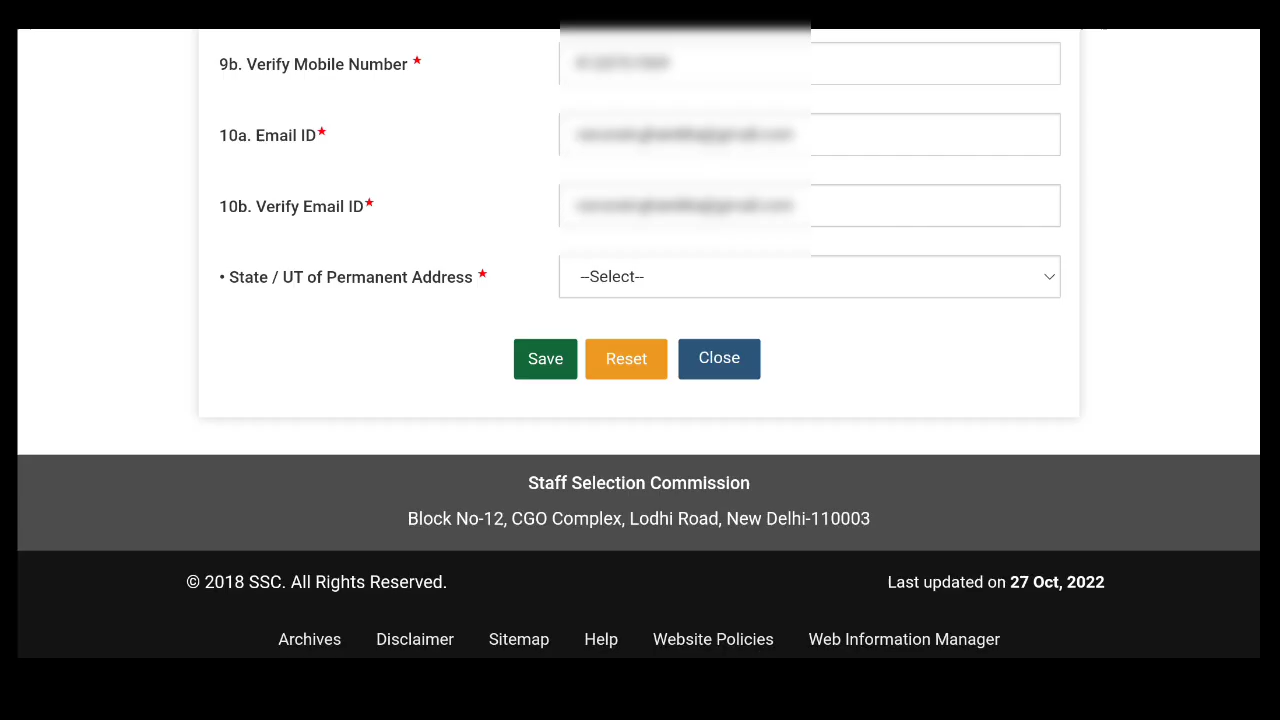 9b. Verify Mobile Number *
10a. Email ID*
10b. Verify Email ID*
• State / UT of Permanent Address * --Select--
Save Reset Close
Staff Selection Commission
Block No-12, CGO Complex, Lodhi Road, New Delhi-110003
© 2018 SSC. All Rights Reserved. Last updated on 27 Oct, 2022
Archives Disclaimer Sitemap Help Website Policies Web Information Manager